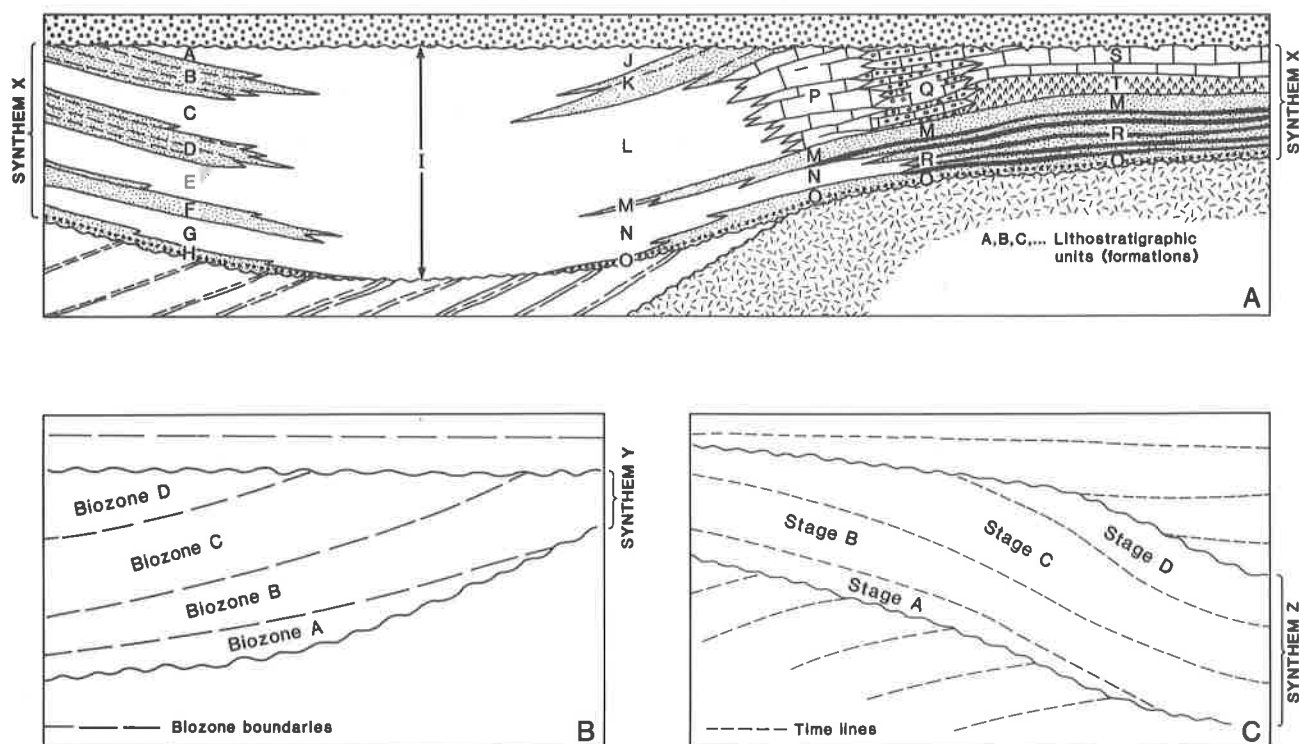 SYNTHEM X
A
B
C
D
E
F
G
H
I
J
K
L
M
N
O
P
M
N
O
Q
M
R
O
S
T
M
R
O
SYNTHEM X
A,B,C,... Lithostratigraphic
units (formations)
A
Biozone D
Biozone C
Biozone B
Biozone A
SYNTHEM Y
Biozone boundaries
B
Stage B
Stage C
Stage D
Stage A
SYNTHEM Z
Time lines
C